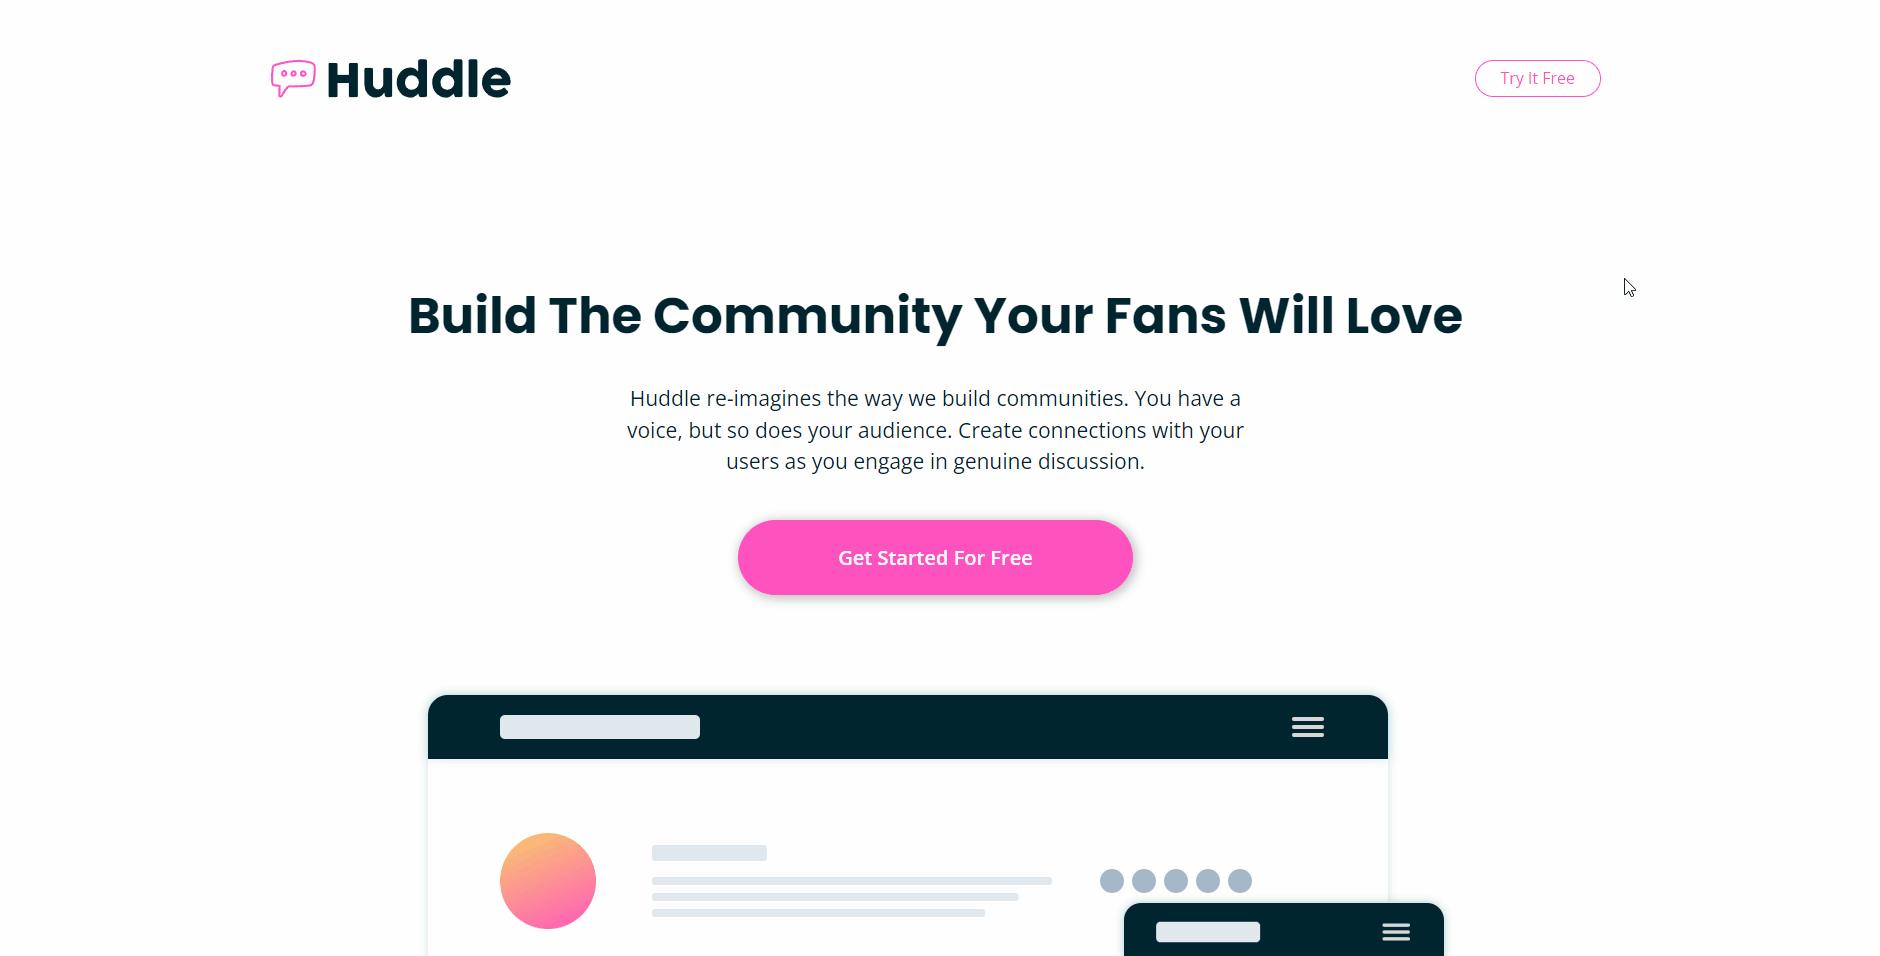 Huddle
Try It Free
Build The Community Your Fans Will Love
Huddle re-imagines the way we build communities. You have a
voice, but so does your audience. Create connections with your
users as you engage in genuine discussion.
Get Started For Free